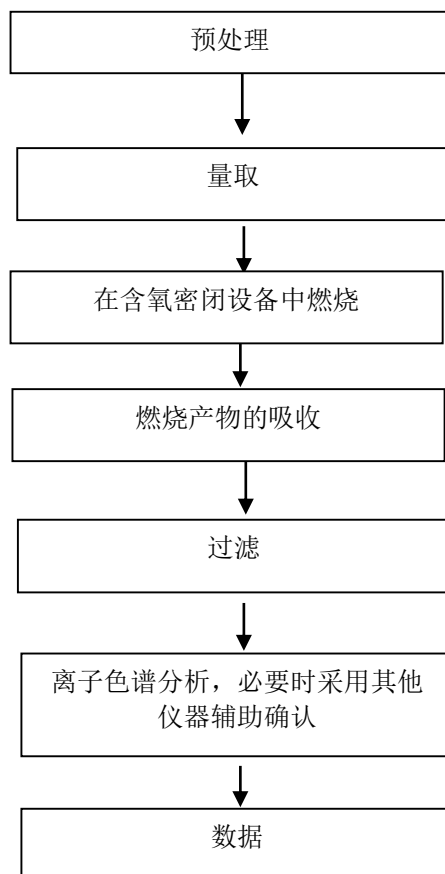 预处理
量取
在含氧密闭设备中燃烧
燃烧产物的吸收
过滤
离子色谱分析，必要时采用其他
仪器辅助确认
数据